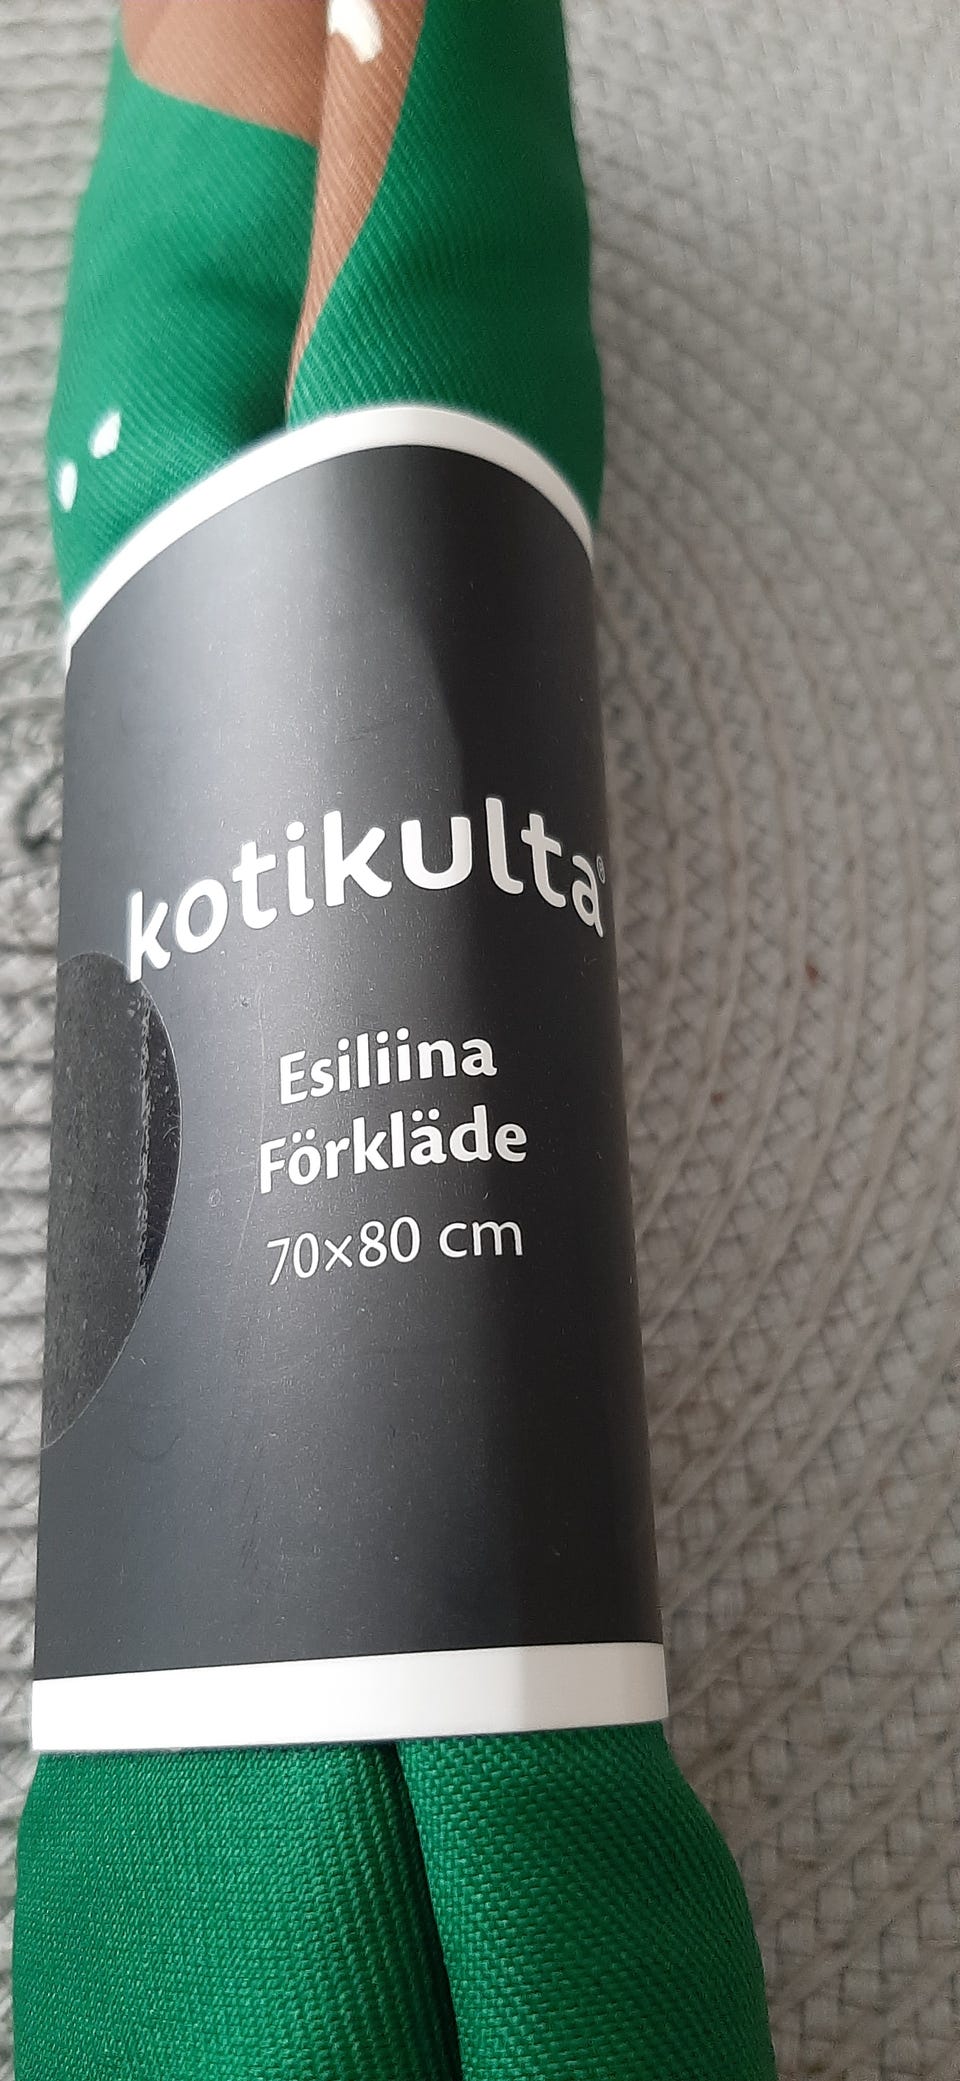 kotikulta®
Esiliina
Förkläde
70×80 cm